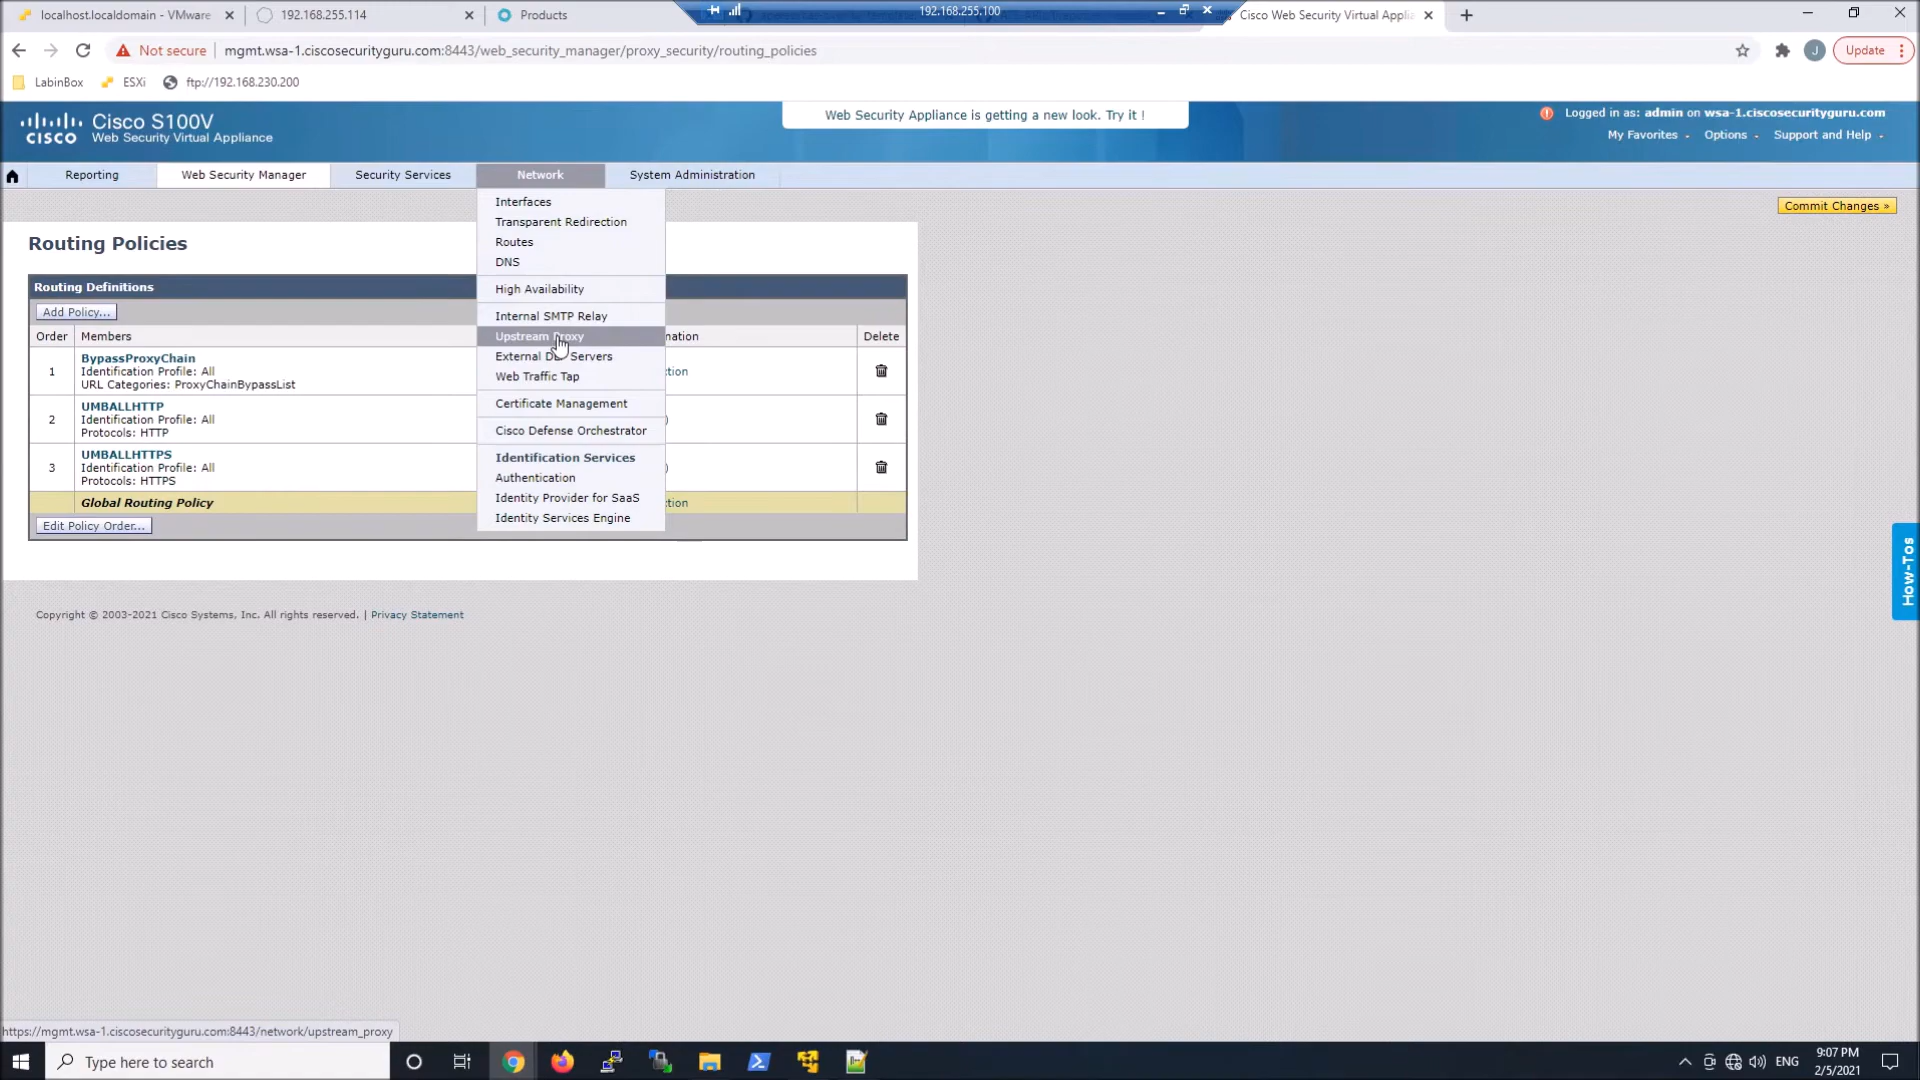 localhost.localdomain - VMware
192.168.255.114
Products
192.168.255.100
Cisco Web Security Virtual Applia
Not secure
mgmt.wsa-1.ciscosecurityguru.com:8443/web_security_manager/proxy_security/routing_policies
J
Update
LabinBox
ESXi
ftp://192.168.230.200
CISCO
Cisco S100V
Web Security Virtual Appliance
Web Security Appliance is getting a new look. Try it !
Logged in as: admin on wsa-1.ciscosecurityguru.com
My Favorites
Options
Support and Help
Reporting
Web Security Manager
Security Services
Network
System Administration
Commit Changes »
Interfaces
Transparent Redirection
Routes
DNS
High Availability
Internal SMTP Relay
Upstream Proxy
External DLP Servers
Web Traffic Tap
Certificate Management
Cisco Defense Orchestrator
Identification Services
Authentication
Identity Provider for SaaS
Identity Services Engine
Routing Policies
Routing Definitions
Add Policy...
Order
Members
nation
Delete
1
BypassProxyChain
Identification Profile: All
URL Categories: ProxyChainBypassList
ction
2
UMBALLHTTP
Identification Profile: All
Protocols: HTTP
)
3
UMBALLHTTPS
Identification Profile: All
Protocols: HTTPS
)
Global Routing Policy
ction
Edit Policy Order...
How-Tos
Copyright © 2003-2021 Cisco Systems, Inc. All rights reserved. | Privacy Statement
https://mgmt.wsa-1.ciscosecurityguru.com:8443/network/upstream_proxy
Type here to search
ENG
9:07 PM
2/5/2021